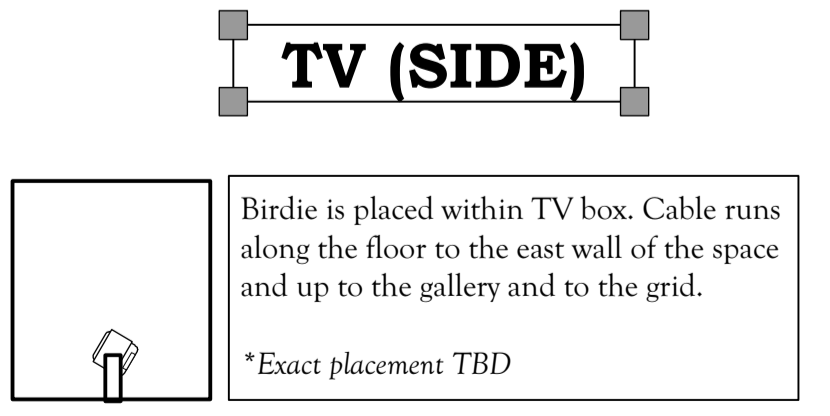 TV (SIDE)
Birdie is placed within TV box. Cable runs
along the floor to the east wall of the space
and up to the gallery and to the grid.
*Exact placement TBD